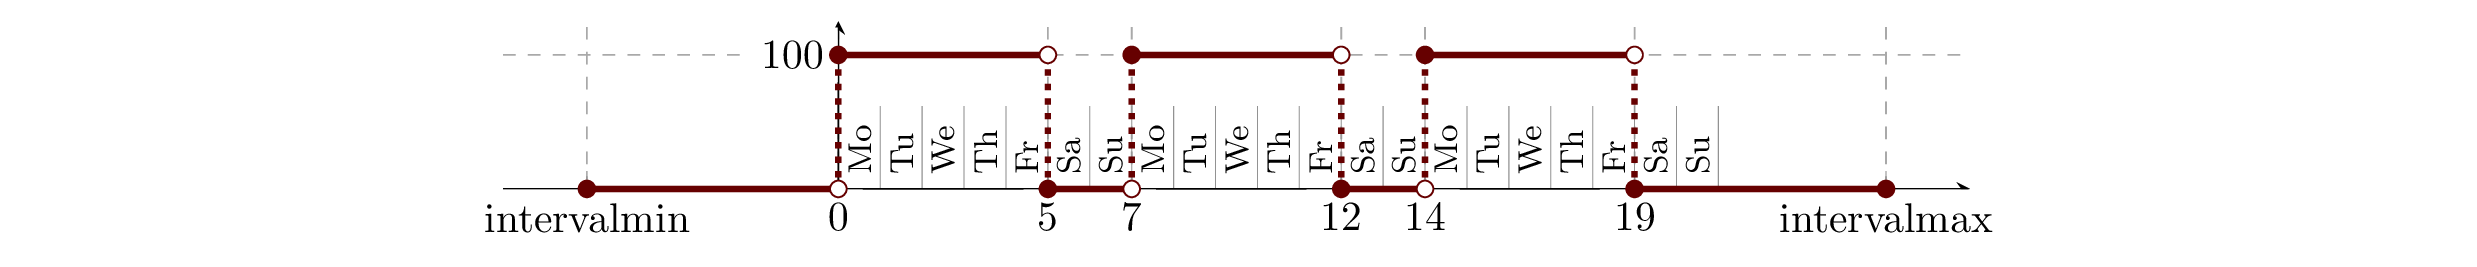 100
Mo Tu We Th Fr Sa Su Mo Tu We Th Fr Sa Su Mo Tu We Th Fr Sa Su
intervalmin 0 5 7 12 14 19 intervalmax